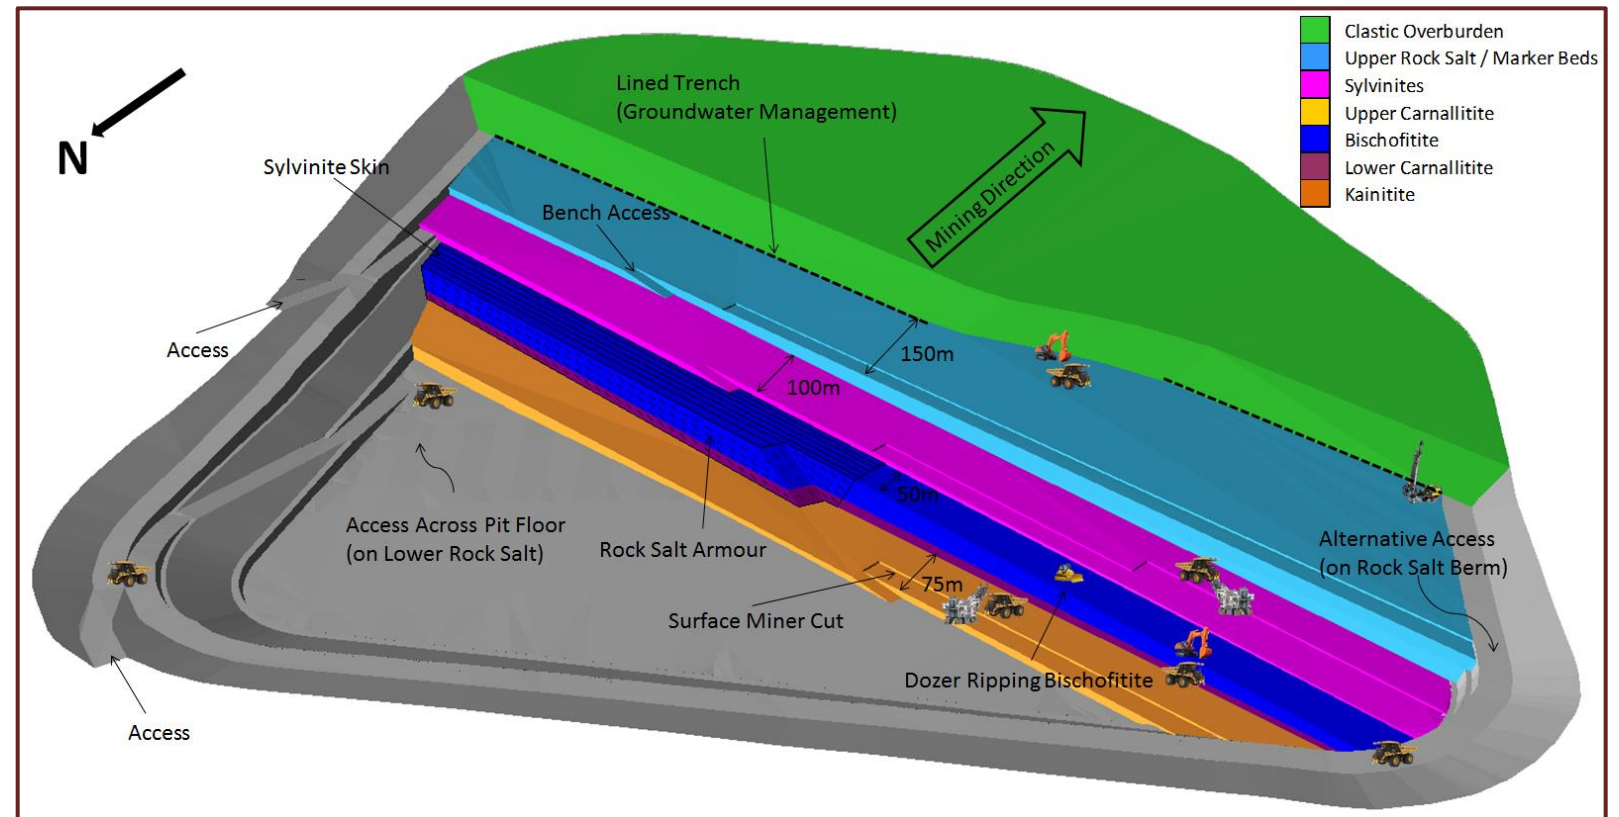 Clastic Overburden
Upper Rock Salt / Marker Beds
Sylvinites
Upper Carnallitite
Bischofitite
Lower Carnallitite
Kainitite
N
Lined Trench
(Groundwater Management)
Mining Direction
Sylvinite Skin
Bench Access
Access
150m
100m
50m
75m
Access Across Pit Floor
(on Lower Rock Salt)
Rock Salt Armour
Alternative Access
(on Rock Salt Berm)
Surface Miner Cut
Dozer Ripping Bischofitite
Access